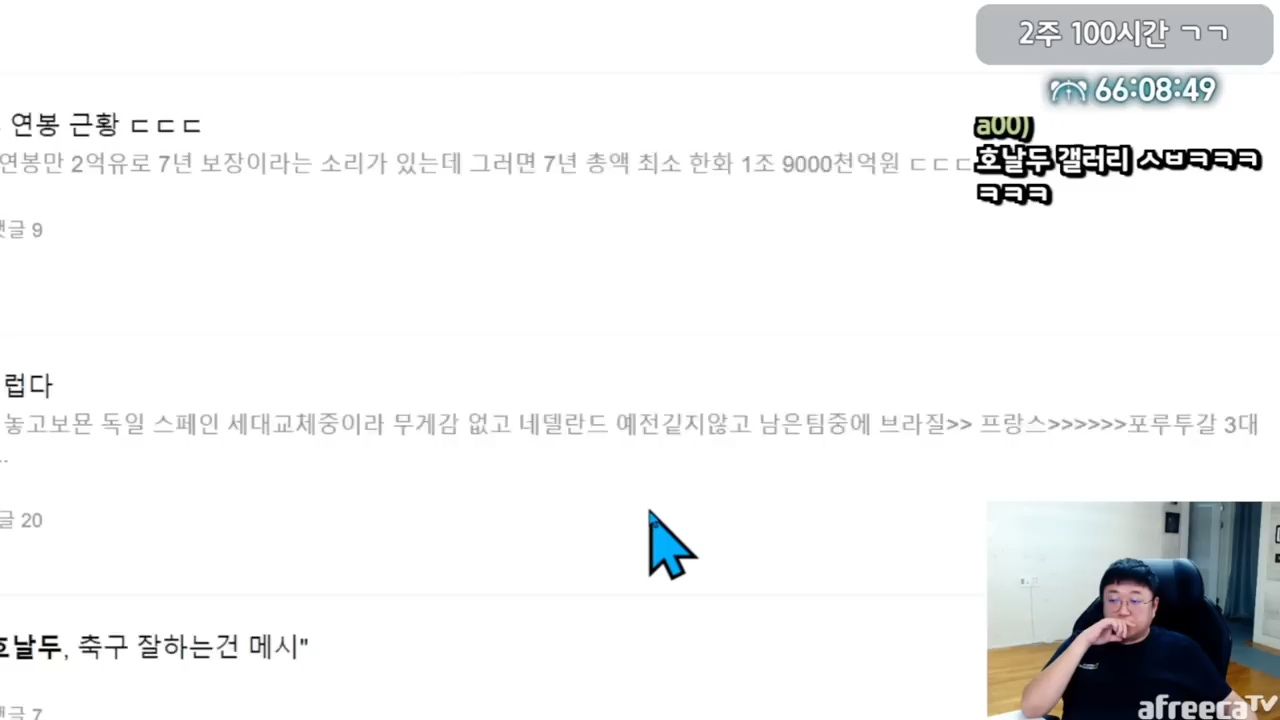 2주 100시간 ㄱㄱ
66:08:49
a00)
호날두 갤러리 ㅅㅂㅋㅋㅋ
ㅋㅋㅋ
연봉 근황 ㄷㄷㄷ
연봉만 2억유로 7년 보장이라는 소리가 있는데 그러면 7년 총액 최소 한화 1조 9000천억원 ㄷㄷㄷ
댓글 9
럽다
놓고보묜 독일 스페인 세대교체중이라 무게감 없고 네델란드 예전긑지않고 남은팀중에 브라질>> 프랑스>>>>>>포루투갈 3대
..
글 20
호날두, 축구 잘하는건 메시"
댓글 7
afreecaTV